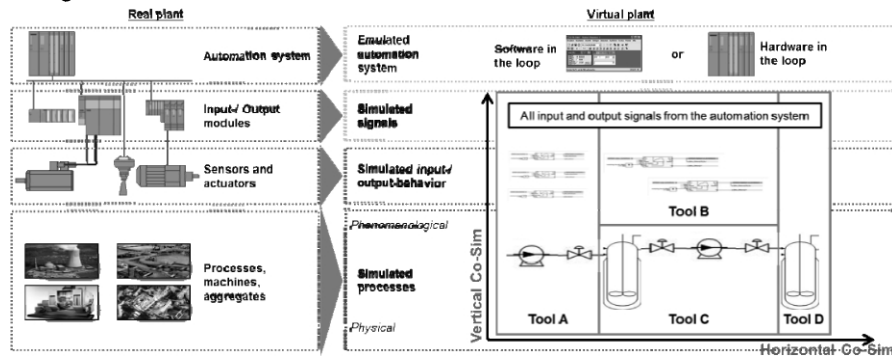 Real plant
Virtual plant
Automation system
Emulated
automation
system
Software in
the loop
or
Hardware in
the loop
Input-/ Output
modules
Simulated
signals
All input and output signals from the automation system
Sensors and
actuators
Simulated input-/
output-behavior
Tool B
Processes,
machines,
aggregates
Phenomenological
Simulated
processes
Physical
Vertical Co-Sim
Tool A
Tool C
Tool D
Horizontal Co-Sim